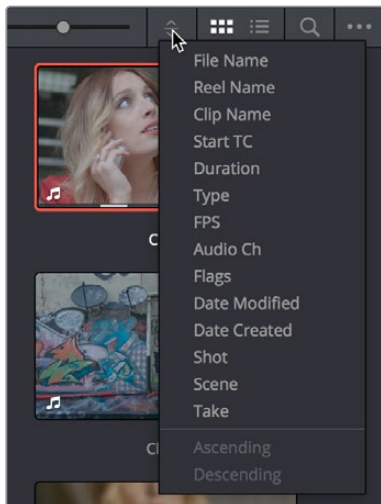 File Name
Reel Name
Clip Name
Start TC
Duration
Type
FPS
Audio Ch
Flags
Date Modified
Date Created
Shot
Scene
Take
Ascending
Descending